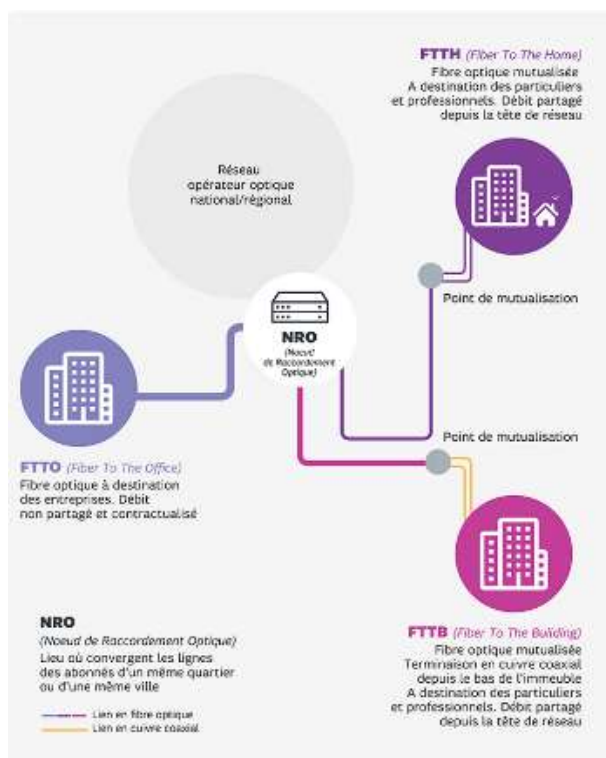 FTTH (Fiber To The Home)
Fibre optique mutualisée
A destination des particuliers
et professionnels. Débit partagé
depuis la tête de réseau
Réseau
opérateur optique
national/régional
Point de mutualisation
NRO
(Noeud
de Raccordement
Optique)
Point de mutualisation
FTTO (Fiber To The Office)
Fibre optique à destination
des entreprises. Débit
non partagé et contractualisé
NRO
(Noeud de Raccordement Optique)
Lieu où convergent les lignes
des abonnés d'un même quartier
ou d'une même ville
Lien en fibre optique
Lien en cuivre coaxial
FTTB (Fiber To The Building)
Fibre optique mutualisée
Terminaison en cuivre coaxial
depuis le bas de l'immeuble
A destination des particuliers
et professionnels. Débit partagé
depuis la tête de réseau